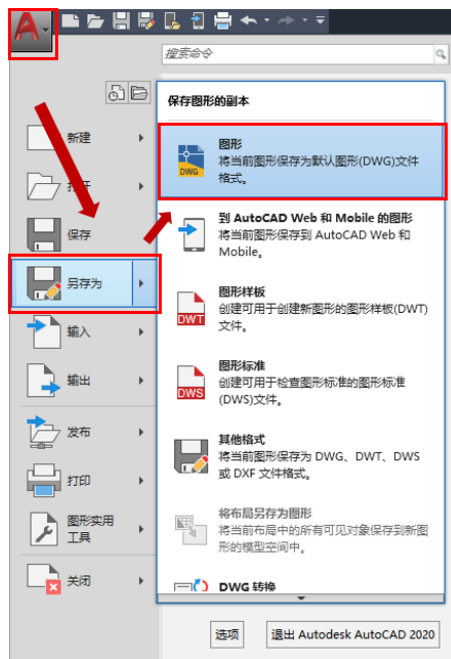 A
搜索命令
保存图形的副本
新建
图形
将当前图形保存为默认图形(DWG)文件
格式。
DWG
打开
到 AutoCAD Web 和 Mobile 的图形
将当前图形保存到 AutoCAD Web 和
Mobile。
保存
另存为
图形样板
创建可用于创建新图形的图形样板(DWT)
文件。
DWT
输入
图形标准
创建可用于检查图形标准的图形标准
(DWS)文件。
DWS
输出
其他格式
将当前图形保存为 DWG、DWT、DWS
或 DXF 文件格式。
发布
打印
将布局另存为图形
将当前布局中的所有可见对象保存到新图
形的模型空间中。
图形实用
工具
关闭
DWG 转换
选项
退出 Autodesk AutoCAD 2020